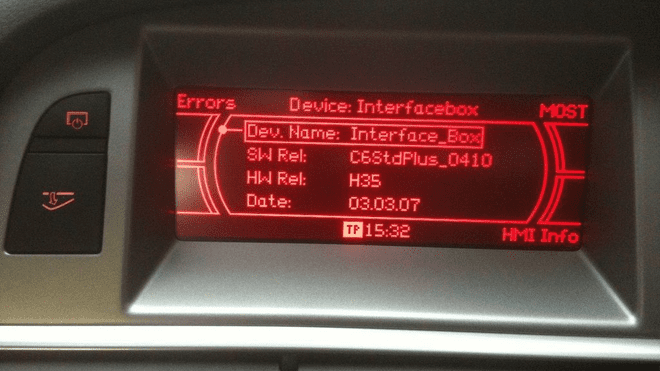 Errors Device: Interfacebox MOST
Dev. Name: Interface_Box
SW Rel: C6StdPlus_0410
HW Rel: H35
Date: 03.03.07
TP 15:32 HMI Info